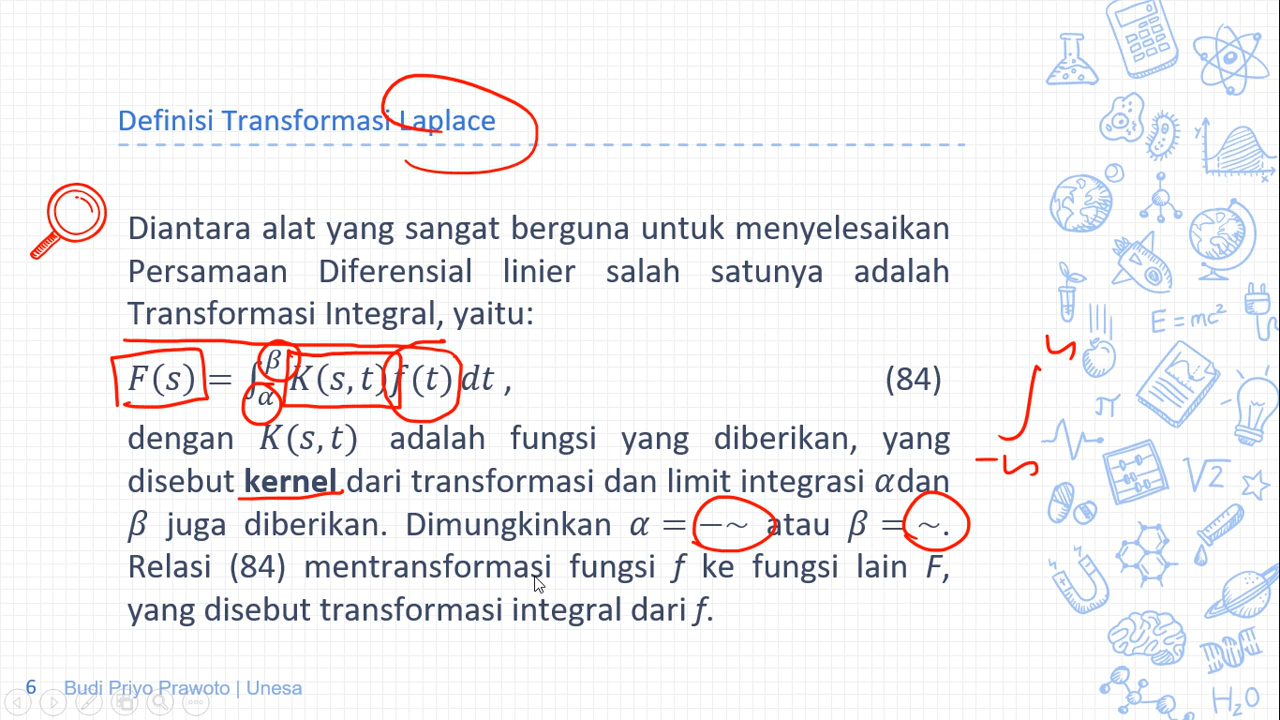 Definisi Transformasi Laplace
Diantara alat yang sangat berguna untuk menyelesaikan
Persamaan Diferensial linier salah satunya adalah
Transformasi Integral, yaitu:
F(s) = ∫_α^β K(s, t) f(t) dt , (84)
dengan K(s, t) adalah fungsi yang diberikan, yang
disebut kernel dari transformasi dan limit integrasi αdan
β juga diberikan. Dimungkinkan α = −~ atau β = ~.
Relasi (84) mentransformasi fungsi f ke fungsi lain F,
yang disebut transformasi integral dari f.
6 Budi Priyo Prawoto | Unesa
y
x
E = mc²
π
√2
H₂O
∫